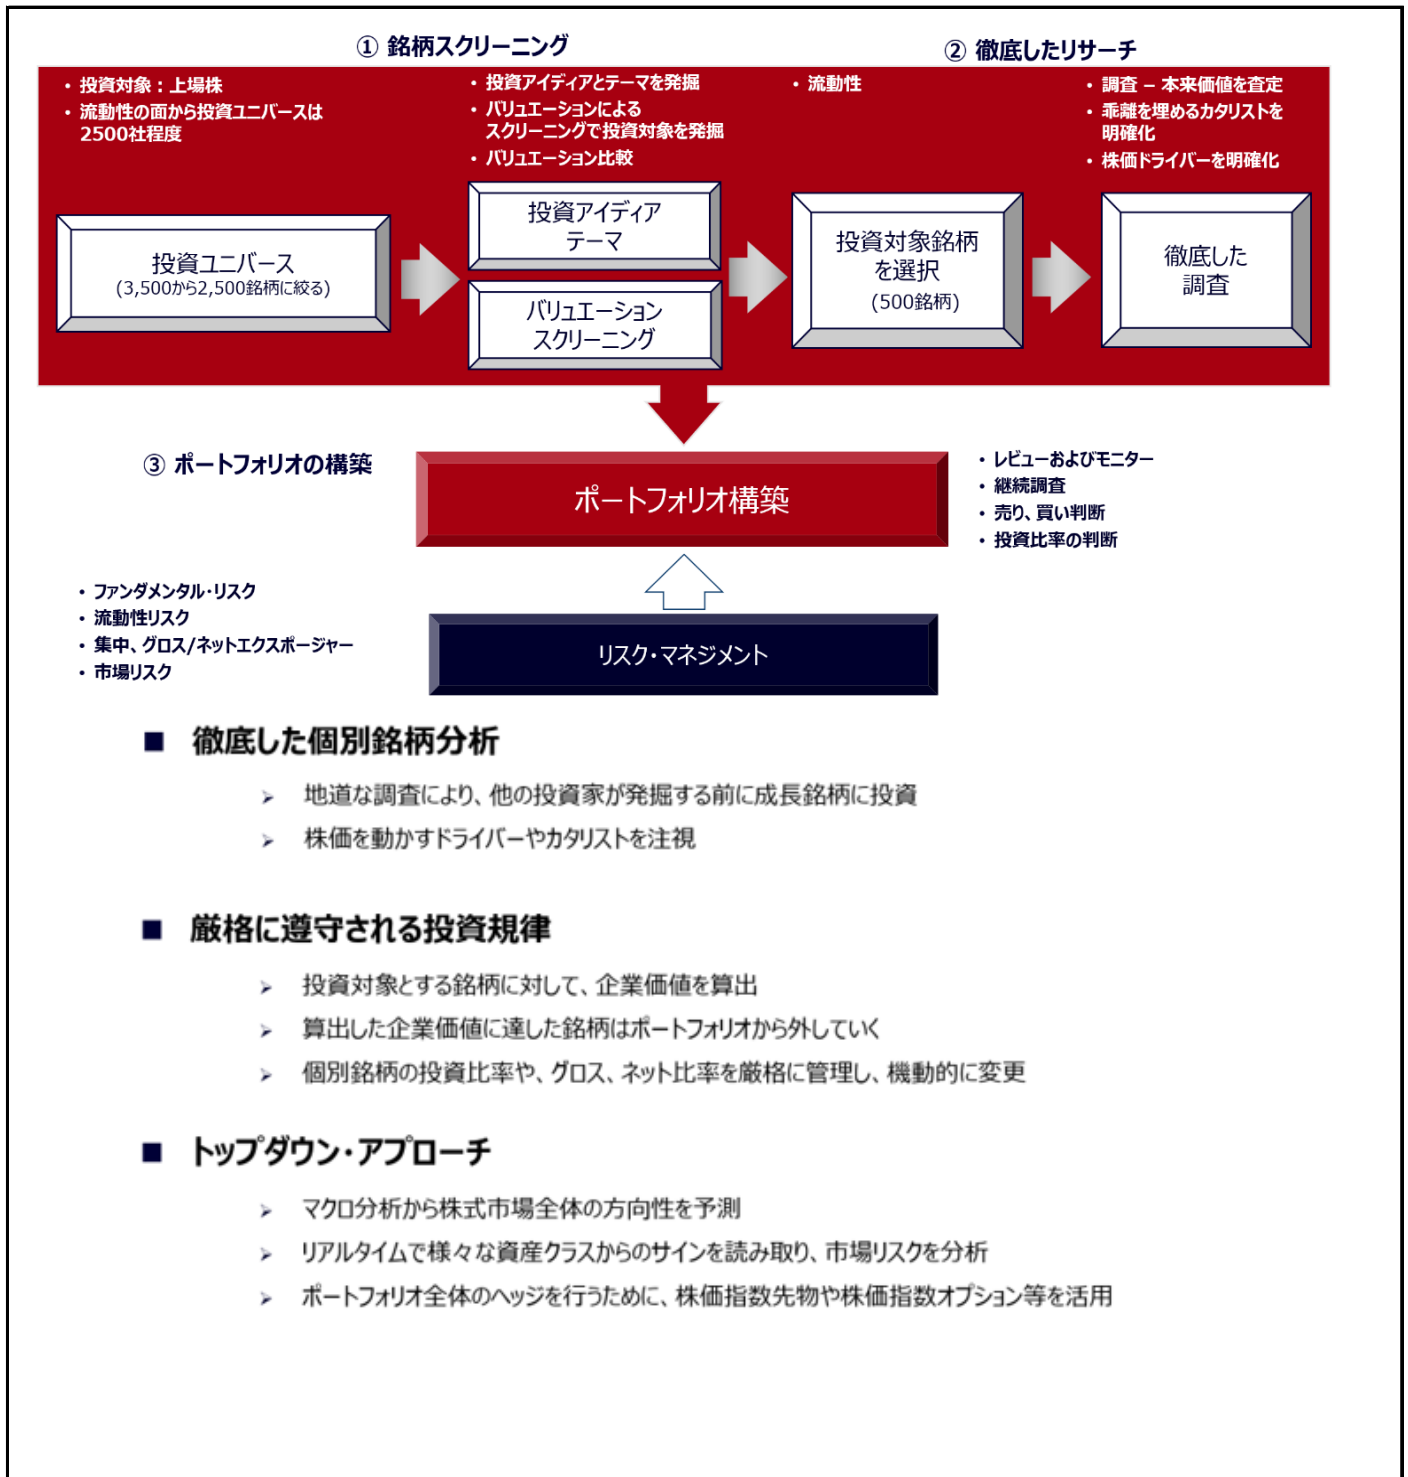 ① 銘柄スクリーニング
② 徹底したリサーチ
• 投資対象：上場株
• 流動性の面から投資ユニバースは
2500社程度
• 投資アイディアとテーマを発掘
• バリュエーションによる
スクリーニングで投資対象を発掘
• バリュエーション比較
• 流動性
• 調査 – 本来価値を査定
• 乖離を埋めるカタリストを
明確化
• 株価ドライバーを明確化
投資ユニバース
(3,500から2,500銘柄に絞る)
投資アイディア
テーマ
バリュエーション
スクリーニング
投資対象銘柄
を選択
(500銘柄)
徹底した
調査
③ ポートフォリオの構築
ポートフォリオ構築
• レビューおよびモニター
• 継続調査
• 売り、買い判断
• 投資比率の判断
• ファンダメンタル・リスク
• 流動性リスク
• 集中、グロス/ネットエクスポージャー
• 市場リスク
リスク・マネジメント
■ 徹底した個別銘柄分析
➢ 地道な調査により、他の投資家が発掘する前に成長銘柄に投資
➢ 株価を動かすドライバーやカタリストを注視
■ 厳格に遵守される投資規律
➢ 投資対象とする銘柄に対して、企業価値を算出
➢ 算出した企業価値に達した銘柄はポートフォリオから外していく
➢ 個別銘柄の投資比率や、グロス、ネット比率を厳格に管理し、機動的に変更
■ トップダウン・アプローチ
➢ マクロ分析から株式市場全体の方向性を予測
➢ リアルタイムで様々な資産クラスからのサインを読み取り、市場リスクを分析
➢ ポートフォリオ全体のヘッジを行うために、株価指数先物や株価指数オプション等を活用